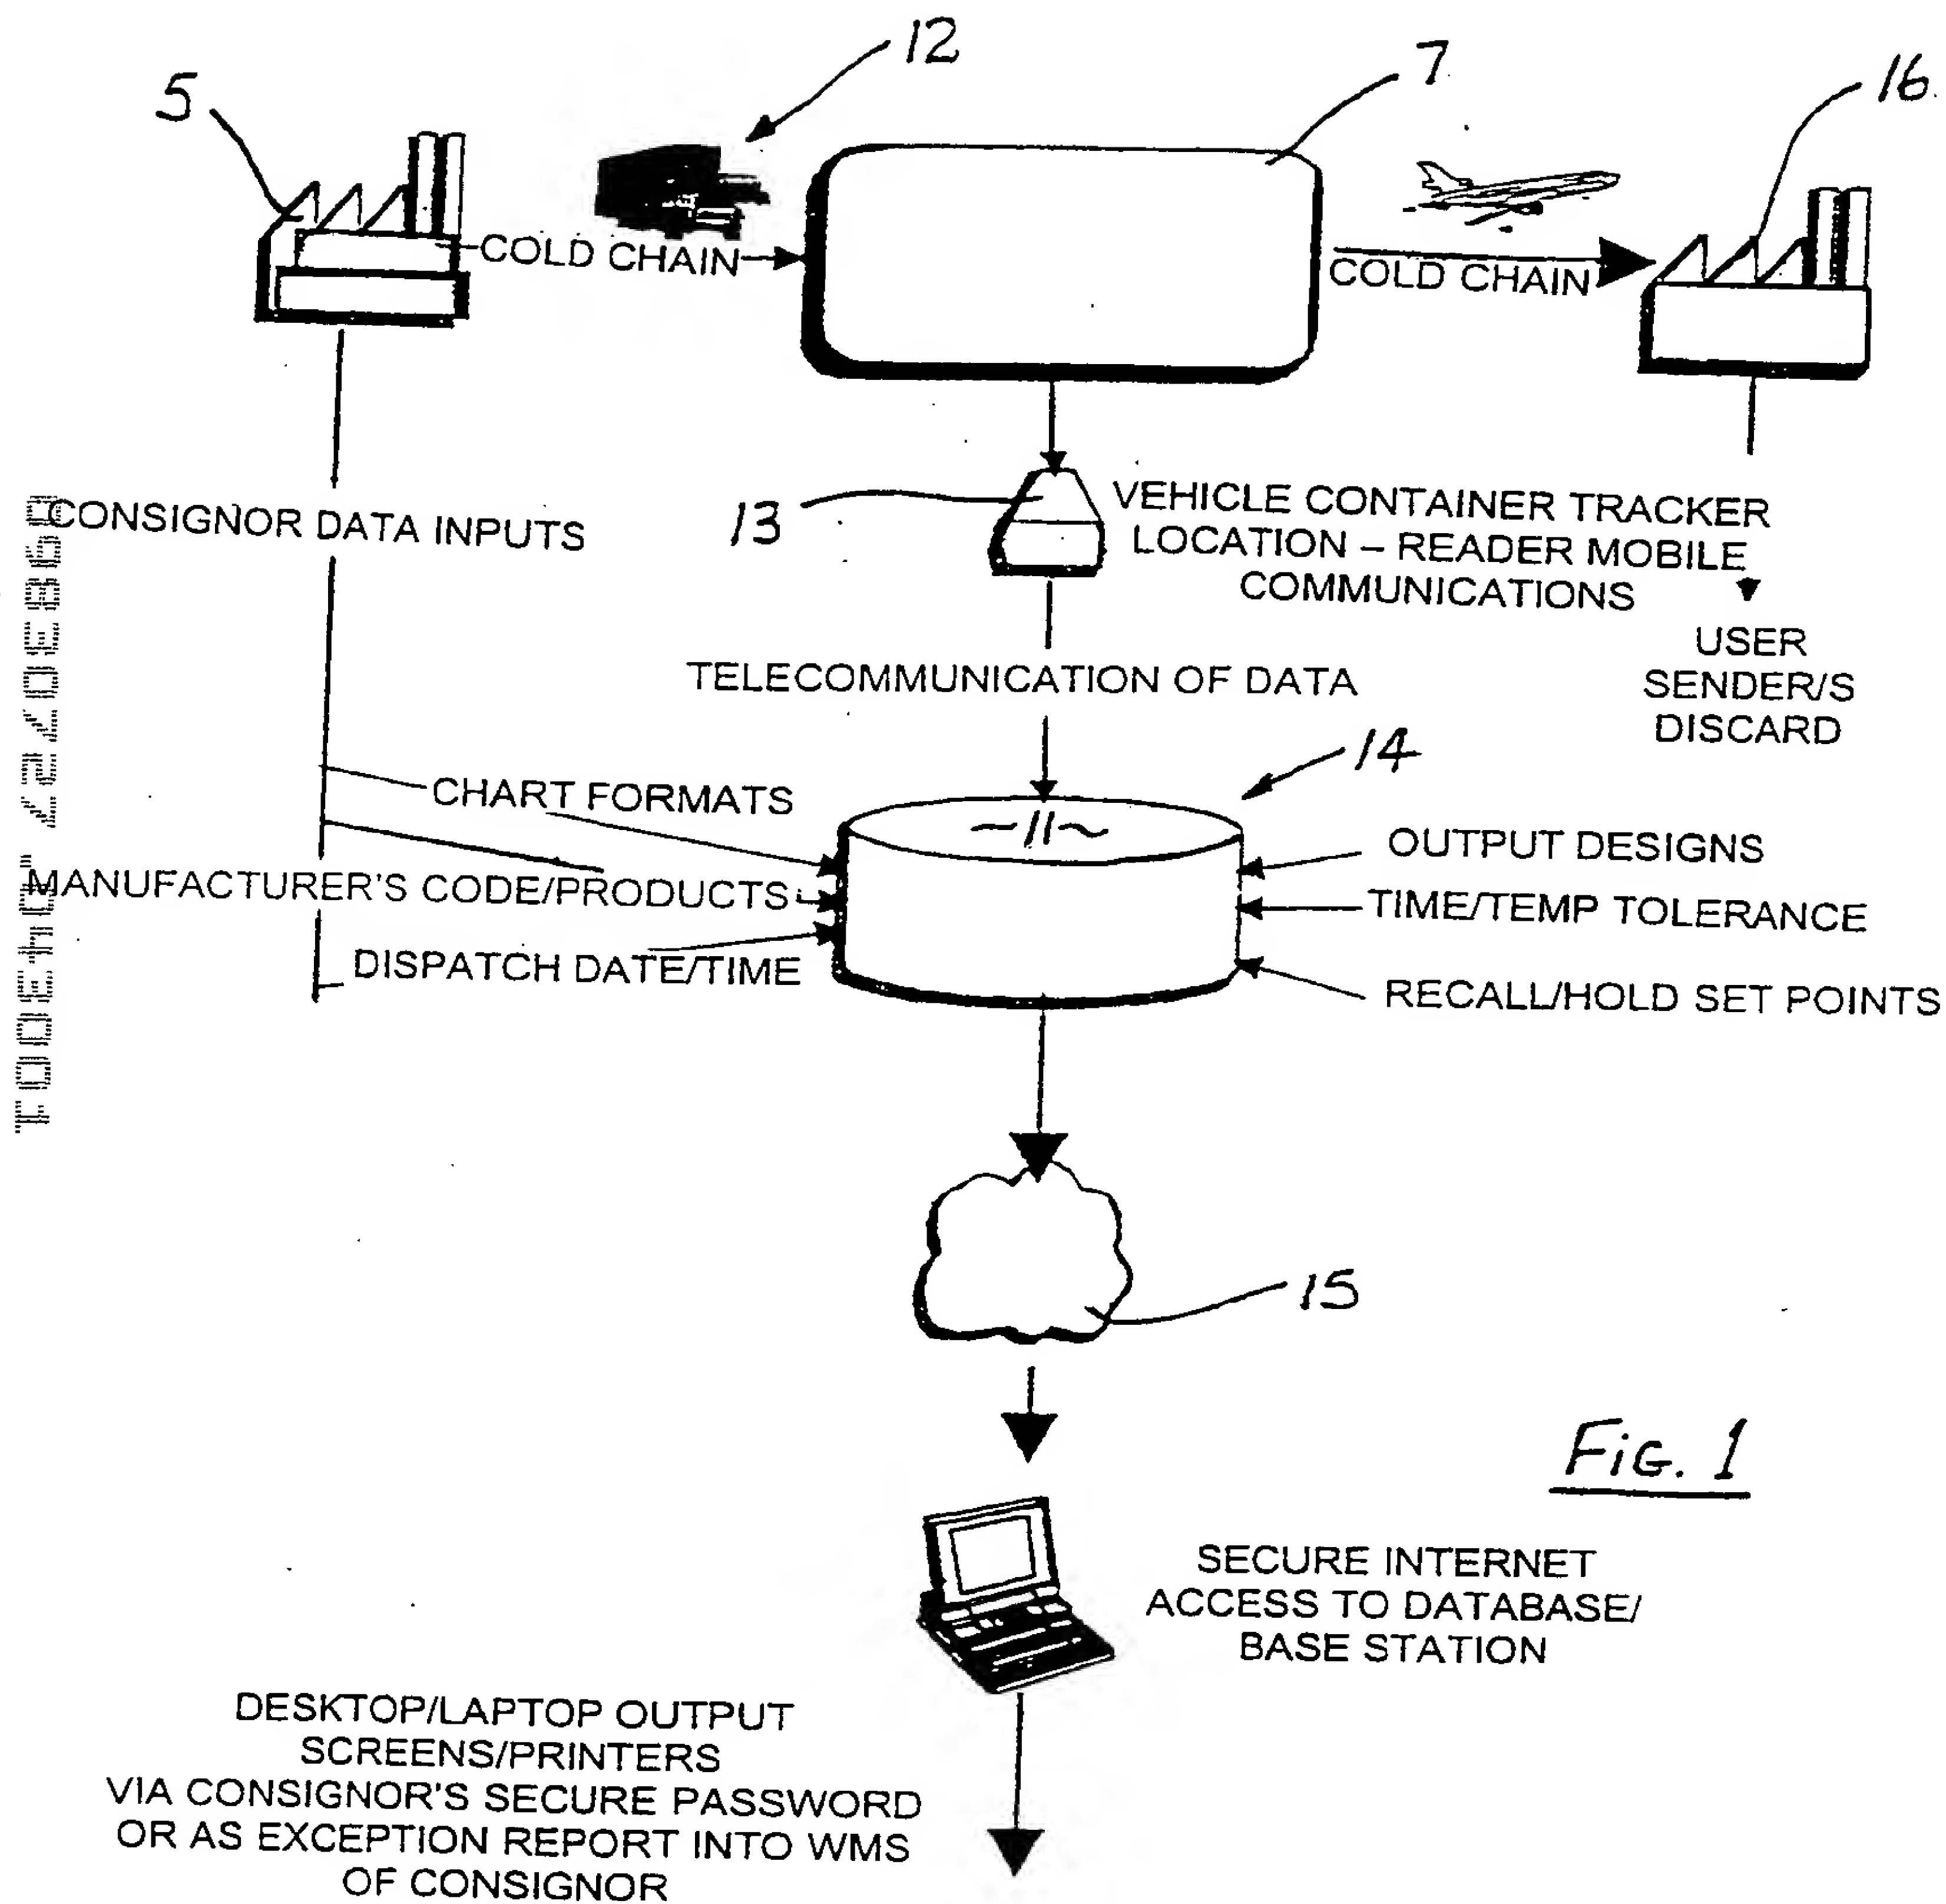 12
7
16
5
COLD CHAIN
COLD CHAIN
CONSIGNOR DATA INPUTS
13
VEHICLE CONTAINER TRACKER
LOCATION – READER MOBILE
COMMUNICATIONS
USER
SENDER/S
DISCARD
TELECOMMUNICATION OF DATA
14
CHART FORMATS
MANUFACTURER'S CODE/PRODUCTS
DISPATCH DATE/TIME
~11~
OUTPUT DESIGNS
TIME/TEMP TOLERANCE
RECALL/HOLD SET POINTS
15
FIG. 1
SECURE INTERNET
ACCESS TO DATABASE/
BASE STATION
DESKTOP/LAPTOP OUTPUT
SCREENS/PRINTERS
VIA CONSIGNOR'S SECURE PASSWORD
OR AS EXCEPTION REPORT INTO WMS
OF CONSIGNOR